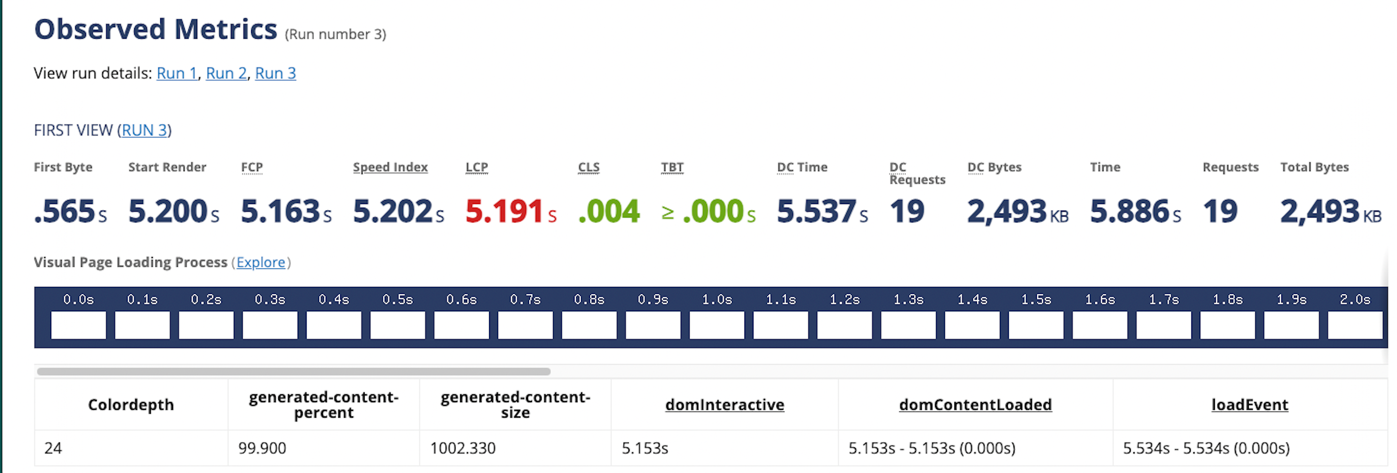 Observed Metrics (Run number 3)
View run details: Run 1, Run 2, Run 3
FIRST VIEW (RUN 3)
First Byte Start Render FCP Speed Index LCP CLS TBT DC Time DC Requests DC Bytes Time Requests Total Bytes
.565s 5.200s 5.163s 5.202s 5.191s .004 ≥ .000s 5.537s 19 2,493KB 5.886s 19 2,493KB
Visual Page Loading Process (Explore)
0.0s 0.1s 0.2s 0.3s 0.4s 0.5s 0.6s 0.7s 0.8s 0.9s 1.0s 1.1s 1.2s 1.3s 1.4s 1.5s 1.6s 1.7s 1.8s 1.9s 2.0s
Colordepth generated-content-percent generated-content-size domInteractive domContentLoaded loadEvent
24 99.900 1002.330 5.153s 5.153s - 5.153s (0.000s) 5.534s - 5.534s (0.000s)